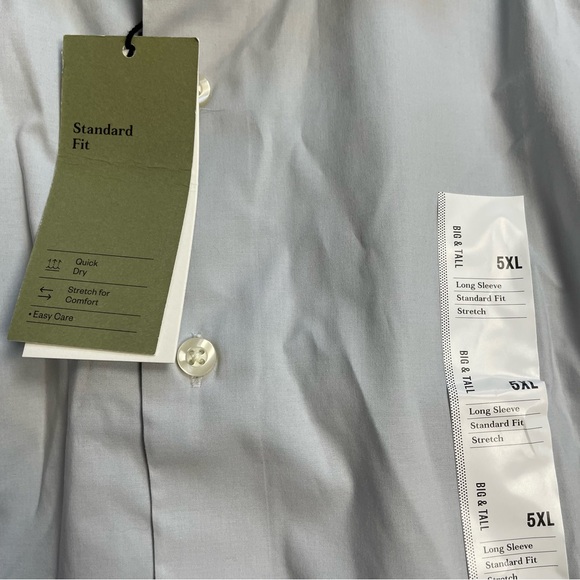 Standard
Fit
Quick
Dry
Stretch for
Comfort
• Easy Care
BIG & TALL
5XL
Long Sleeve
Standard Fit
Stretch
BIG & TALL
5XL
Long Sleeve
Standard Fit
Stretch
BIG & TALL
5XL
Long Sleeve
Standard Fit
Stretch